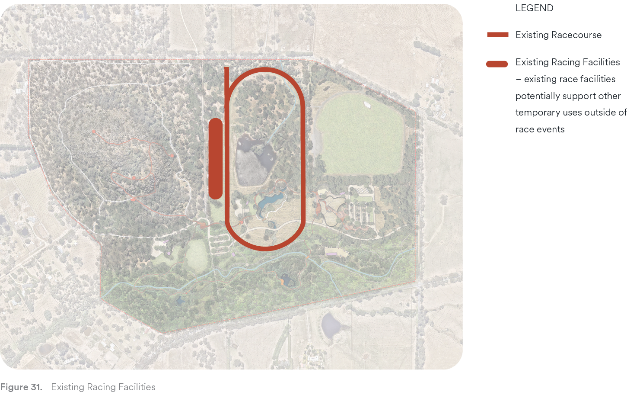 LEGEND
Existing Racecourse
Existing Racing Facilities
– existing race facilities
potentially support other
temporary uses outside of
race events
Figure 31. Existing Racing Facilities